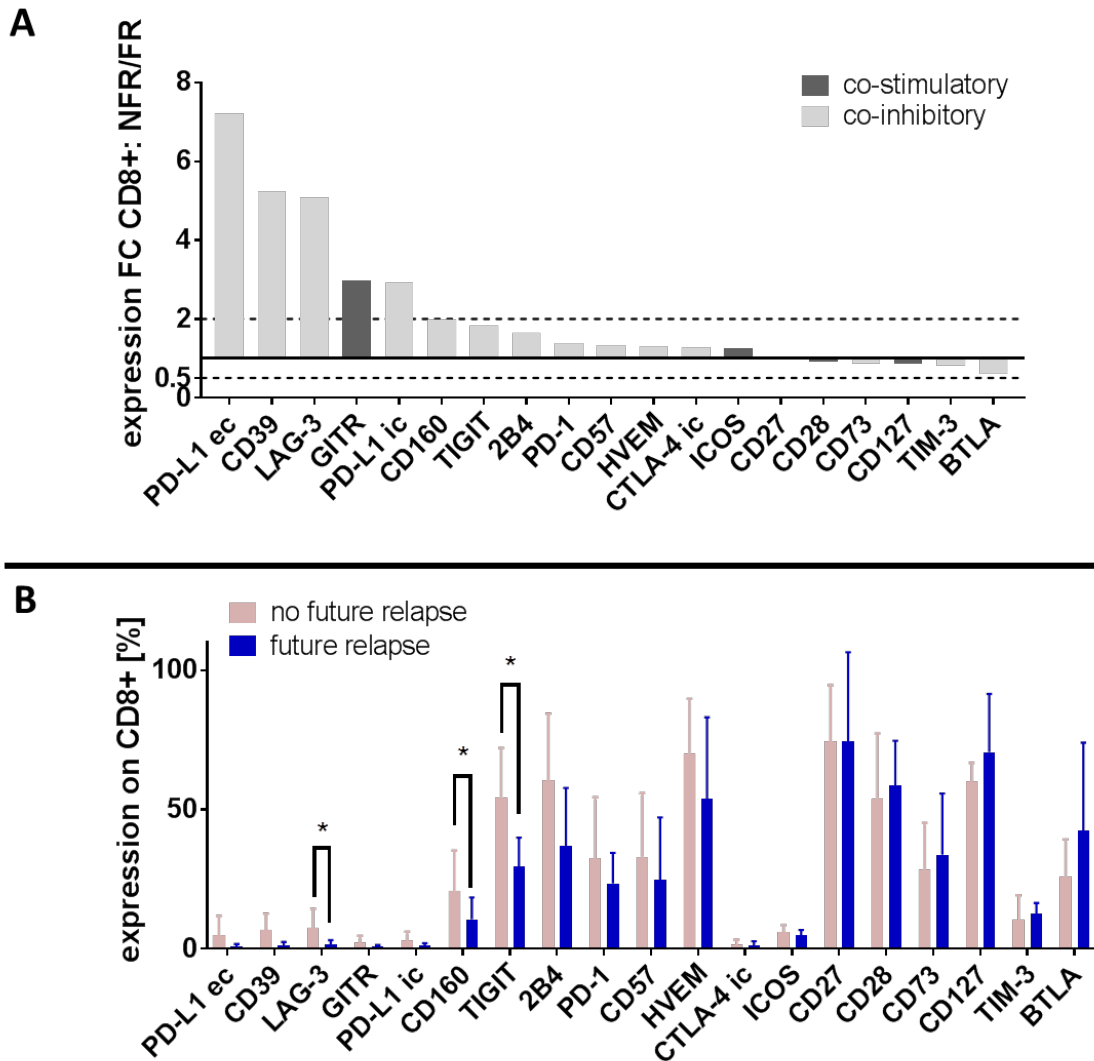 A
expression FC CD8+: NFR/FR
8
6
4
2
0.5
0
co-stimulatory
co-inhibitory
PD-L1 ec
CD39
LAG-3
GITR
PD-L1 ic
CD160
TIGIT
2B4
PD-1
CD57
HVEM
CTLA-4 ic
ICOS
CD27
CD28
CD73
CD127
TIM-3
BTLA
B
expression on CD8+ [%]
no future relapse
future relapse
100
50
0
*
*
*
PD-L1 ec
CD39
LAG-3
GITR
PD-L1 ic
CD160
TIGIT
2B4
PD-1
CD57
HVEM
CTLA-4 ic
ICOS
CD27
CD28
CD73
CD127
TIM-3
BTLA